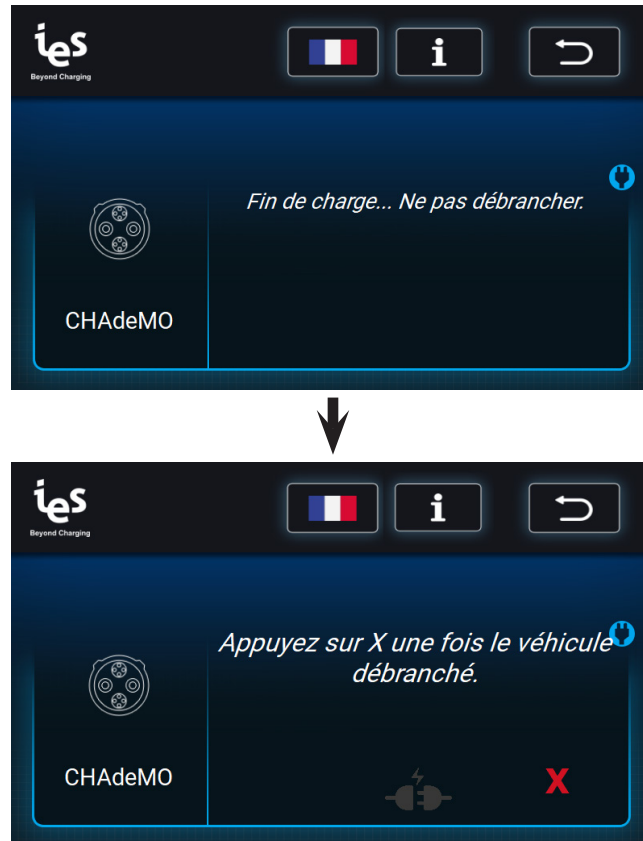 ies
Beyond Charging
i
Fin de charge... Ne pas débrancher.
CHAdeMO
ies
Beyond Charging
i
Appuyez sur X une fois le véhicule
débranché.
CHAdeMO
X